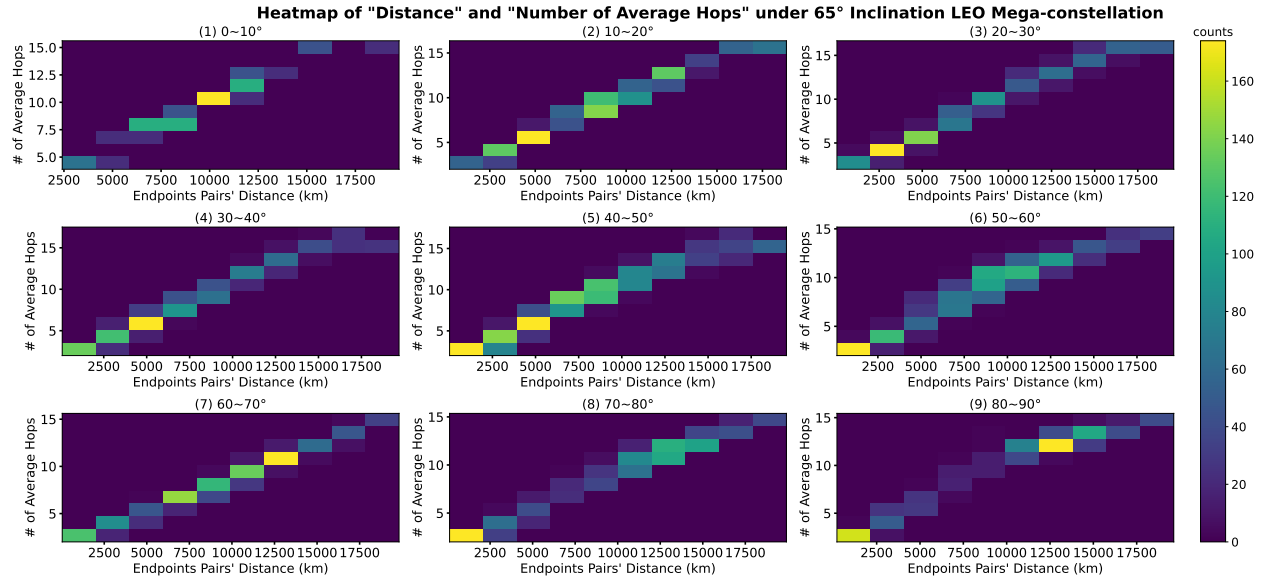 Heatmap of "Distance" and "Number of Average Hops" under 65° Inclination LEO Mega-constellation
(1) 0~10°
# of Average Hops
15.0
12.5
10.0
7.5
5.0
2500 5000 7500 10000 12500 15000 17500
Endpoints Pairs' Distance (km)
(2) 10~20°
# of Average Hops
15
10
5
2500 5000 7500 10000 12500 15000 17500
Endpoints Pairs' Distance (km)
(3) 20~30°
# of Average Hops
15
10
5
2500 5000 7500 10000 12500 15000 17500
Endpoints Pairs' Distance (km)
(4) 30~40°
# of Average Hops
15
10
5
2500 5000 7500 10000 12500 15000 17500
Endpoints Pairs' Distance (km)
(5) 40~50°
# of Average Hops
15
10
5
2500 5000 7500 10000 12500 15000 17500
Endpoints Pairs' Distance (km)
(6) 50~60°
# of Average Hops
15
10
5
2500 5000 7500 10000 12500 15000 17500
Endpoints Pairs' Distance (km)
(7) 60~70°
# of Average Hops
15
10
5
2500 5000 7500 10000 12500 15000 17500
Endpoints Pairs' Distance (km)
(8) 70~80°
# of Average Hops
15
10
5
2500 5000 7500 10000 12500 15000 17500
Endpoints Pairs' Distance (km)
(9) 80~90°
# of Average Hops
15
10
5
2500 5000 7500 10000 12500 15000 17500
Endpoints Pairs' Distance (km)
counts
160
140
120
100
80
60
40
20
0